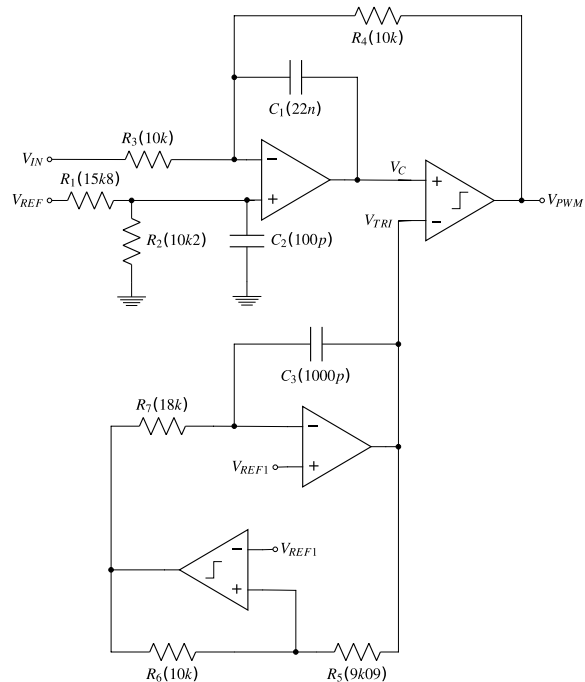 R4(10k)
C1(22n)
R3(10k)
VIN
−
+
VC
+
VPWM
VREF
R1(15k8)
VTRI
−
R2(10k2)
C2(100p)
C3(1000p)
R7(18k)
−
VREF1
+
−
VREF1
+
R6(10k)
R5(9k09)